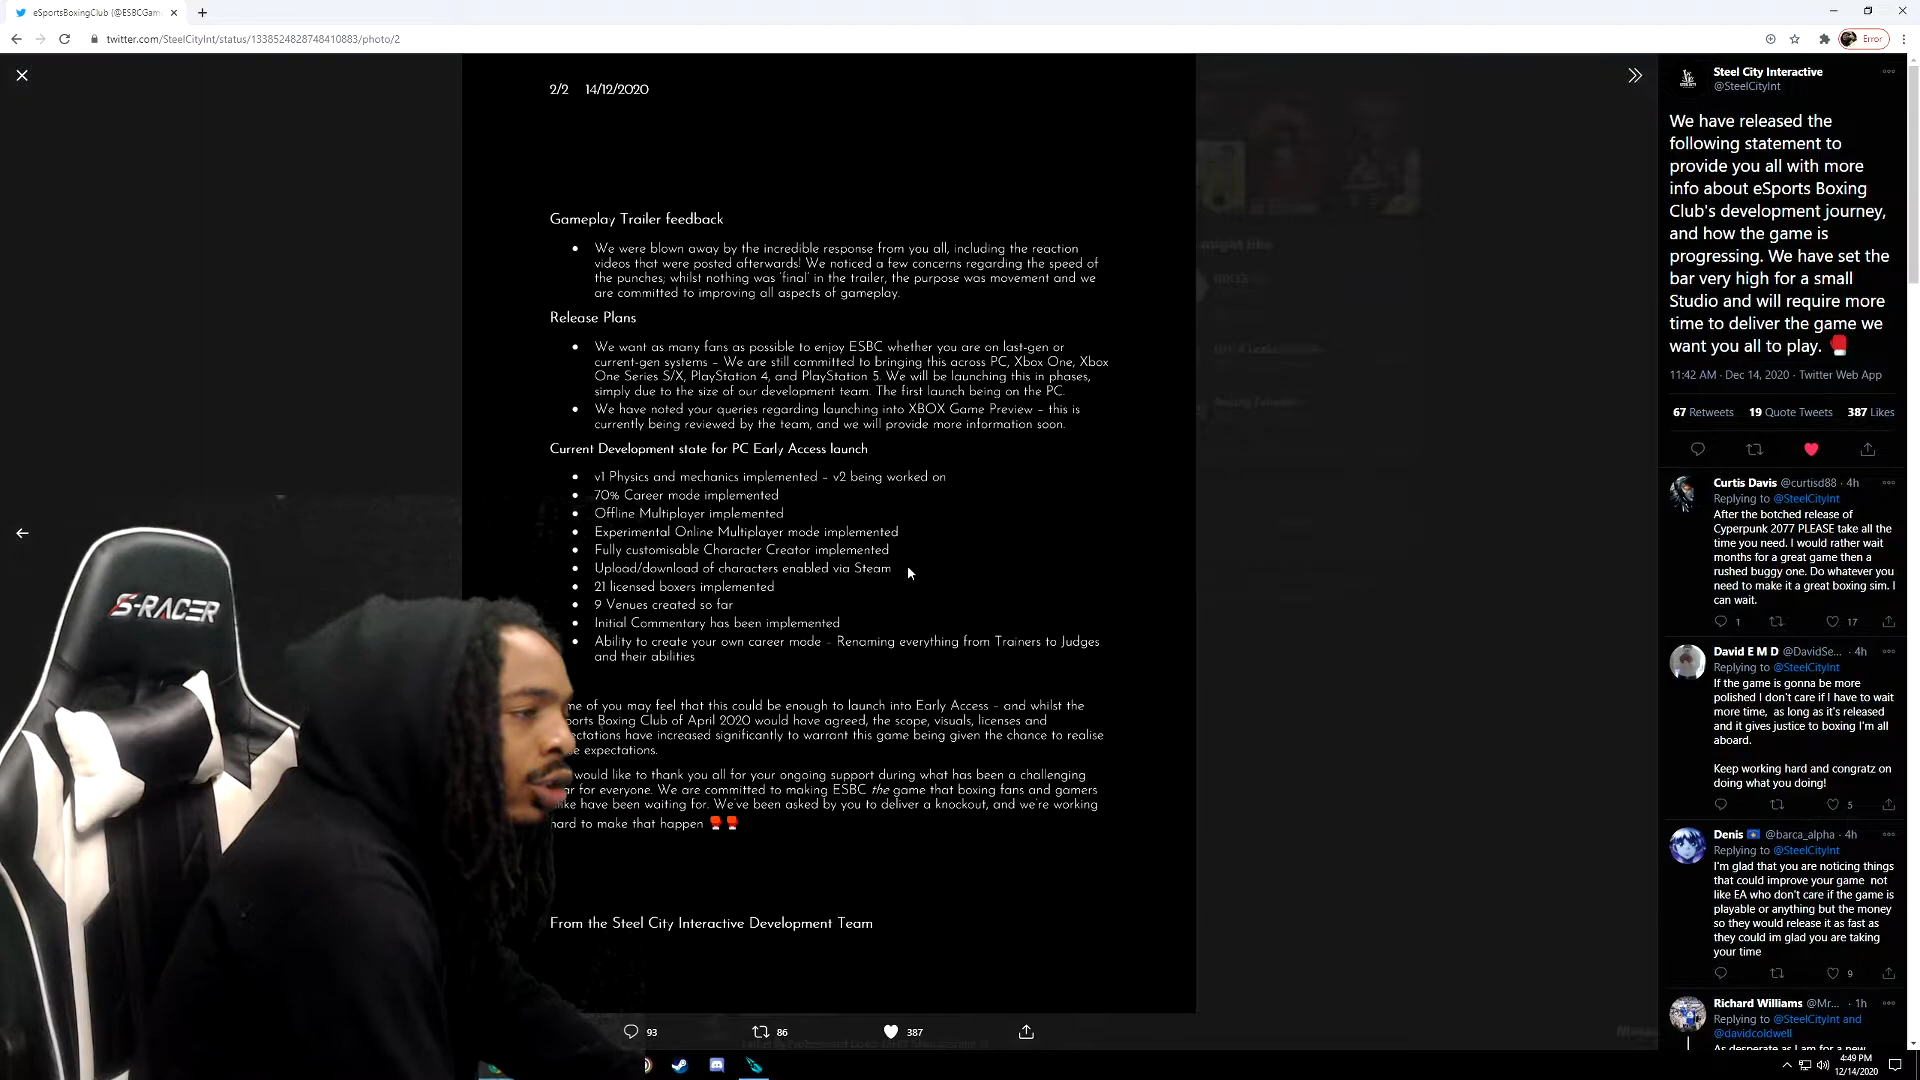 eSportsBoxingClub (@ESBCGam
twitter.com/SteelCityInt/status/1338524828748410883/photo/2
Error
2/2 14/12/2020
Gameplay Trailer feedback
• We were blown away by the incredible response from you all, including the reaction
videos that were posted afterwards! We noticed a few concerns regarding the speed of
the punches; whilst nothing was 'final' in the trailer, the purpose was movement and we
are committed to improving all aspects of gameplay.
Release Plans
• We want as many fans as possible to enjoy ESBC whether you are on last-gen or
current-gen systems – We are still committed to bringing this across PC, Xbox One, Xbox
One Series S/X, PlayStation 4, and PlayStation 5. We will be launching this in phases,
simply due to the size of our development team. The first launch being on the PC.
• We have noted your queries regarding launching into XBOX Game Preview – this is
currently being reviewed by the team, and we will provide more information soon.
Current Development state for PC Early Access launch
• v1 Physics and mechanics implemented – v2 being worked on
• 70% Career mode implemented
• Offline Multiplayer implemented
• Experimental Online Multiplayer mode implemented
• Fully customisable Character Creator implemented
• Upload/download of characters enabled via Steam
• 21 licensed boxers implemented
• 9 Venues created so far
• Initial Commentary has been implemented
• Ability to create your own career mode – Renaming everything from Trainers to Judges
and their abilities
me of you may feel that this could be enough to launch into Early Access – and whilst the
ports Boxing Club of April 2020 would have agreed, the scope, visuals, licenses and
ectations have increased significantly to warrant this game being given the chance to realise
e expectations.
would like to thank you all for your ongoing support during what has been a challenging
ar for everyone. We are committed to making ESBC the game that boxing fans and gamers
like have been waiting for. We've been asked by you to deliver a knockout, and we're working
hard to make that happen 🥊🥊
From the Steel City Interactive Development Team
93 86 387
S-RACER
Steel City Interactive
@SteelCityInt
We have released the
following statement to
provide you all with more
info about eSports Boxing
Club's development journey,
and how the game is
progressing. We have set the
bar very high for a small
Studio and will require more
time to deliver the game we
want you all to play. 🥊
11:42 AM · Dec 14, 2020 · Twitter Web App
67 Retweets 19 Quote Tweets 387 Likes
Curtis Davis @curtisd88 · 4h
Replying to @SteelCityInt
After the botched release of
Cyperpunk 2077 PLEASE take all the
time you need. I would rather wait
months for a great game then a
rushed buggy one. Do whatever you
need to make it a great boxing sim. I
can wait.
1 17
David E M D @DavidSe... · 4h
Replying to @SteelCityInt
If the game is gonna be more
polished I don't care if I have to wait
more time, as long as it's released
and it gives justice to boxing I'm all
aboard.
Keep working hard and congratz on
doing what you doing!
5
Denis @barca_alpha · 4h
Replying to @SteelCityInt
I'm glad that you are noticing things
that could improve your game not
like EA who don't care if the game is
playable or anything but the money
so they would release it as fast as
they could im glad you are taking
your time
9
Richard Williams @Mr... · 1h
Replying to @SteelCityInt and
@davidcoldwell
As desperate as I am for a new
4:49 PM
12/14/2020